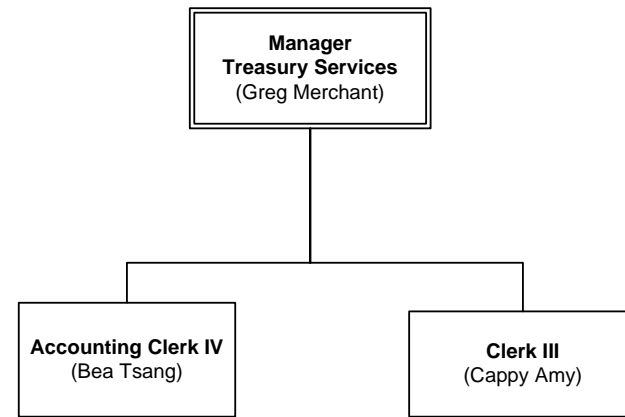 Manager
Treasury Services
(Greg Merchant)
Accounting Clerk IV
(Bea Tsang)
Clerk III
(Cappy Amy)